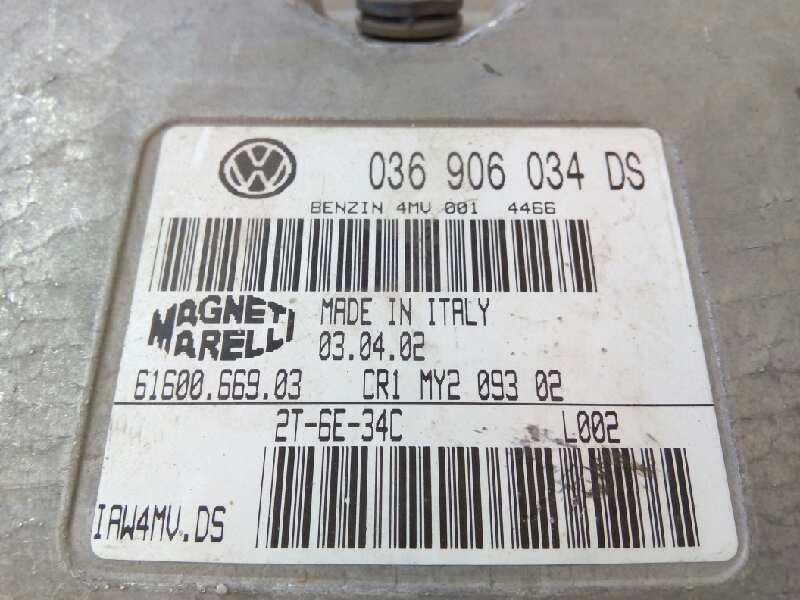 VW 036 906 034 DS
BENZIN 4MV 001 4466
MAGNETI MARELLI
MADE IN ITALY
03.04.02
61600.669.03 CR1 MY2 093 02
2T-6E-34C L002
IAW4MV.DS